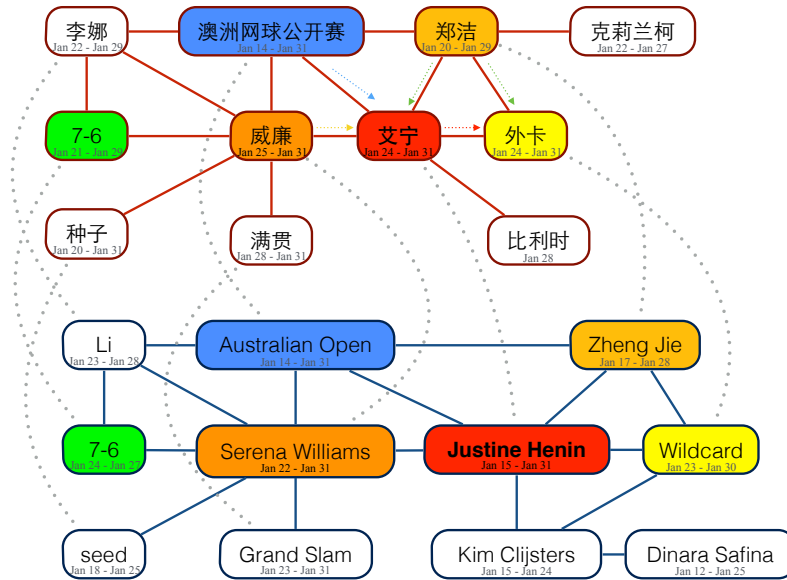 李娜
Jan 22 - Jan 29
澳洲网球公开赛
Jan 14 - Jan 31
郑洁
Jan 20 - Jan 29
克莉兰柯
Jan 22 - Jan 27
7-6
Jan 21 - Jan 29
威廉
Jan 25 - Jan 31
艾宁
Jan 24 - Jan 31
外卡
Jan 24 - Jan 31
种子
Jan 20 - Jan 31
满贯
Jan 28 - Jan 31
比利时
Jan 28
Li
Jan 23 - Jan 28
Australian Open
Jan 14 - Jan 31
Zheng Jie
Jan 17 - Jan 28
7-6
Jan 24 - Jan 27
Serena Williams
Jan 22 - Jan 31
Justine Henin
Jan 15 - Jan 31
Wildcard
Jan 23 - Jan 30
seed
Jan 18 - Jan 25
Grand Slam
Jan 23 - Jan 31
Kim Clijsters
Jan 15 - Jan 24
Dinara Safina
Jan 12 - Jan 25